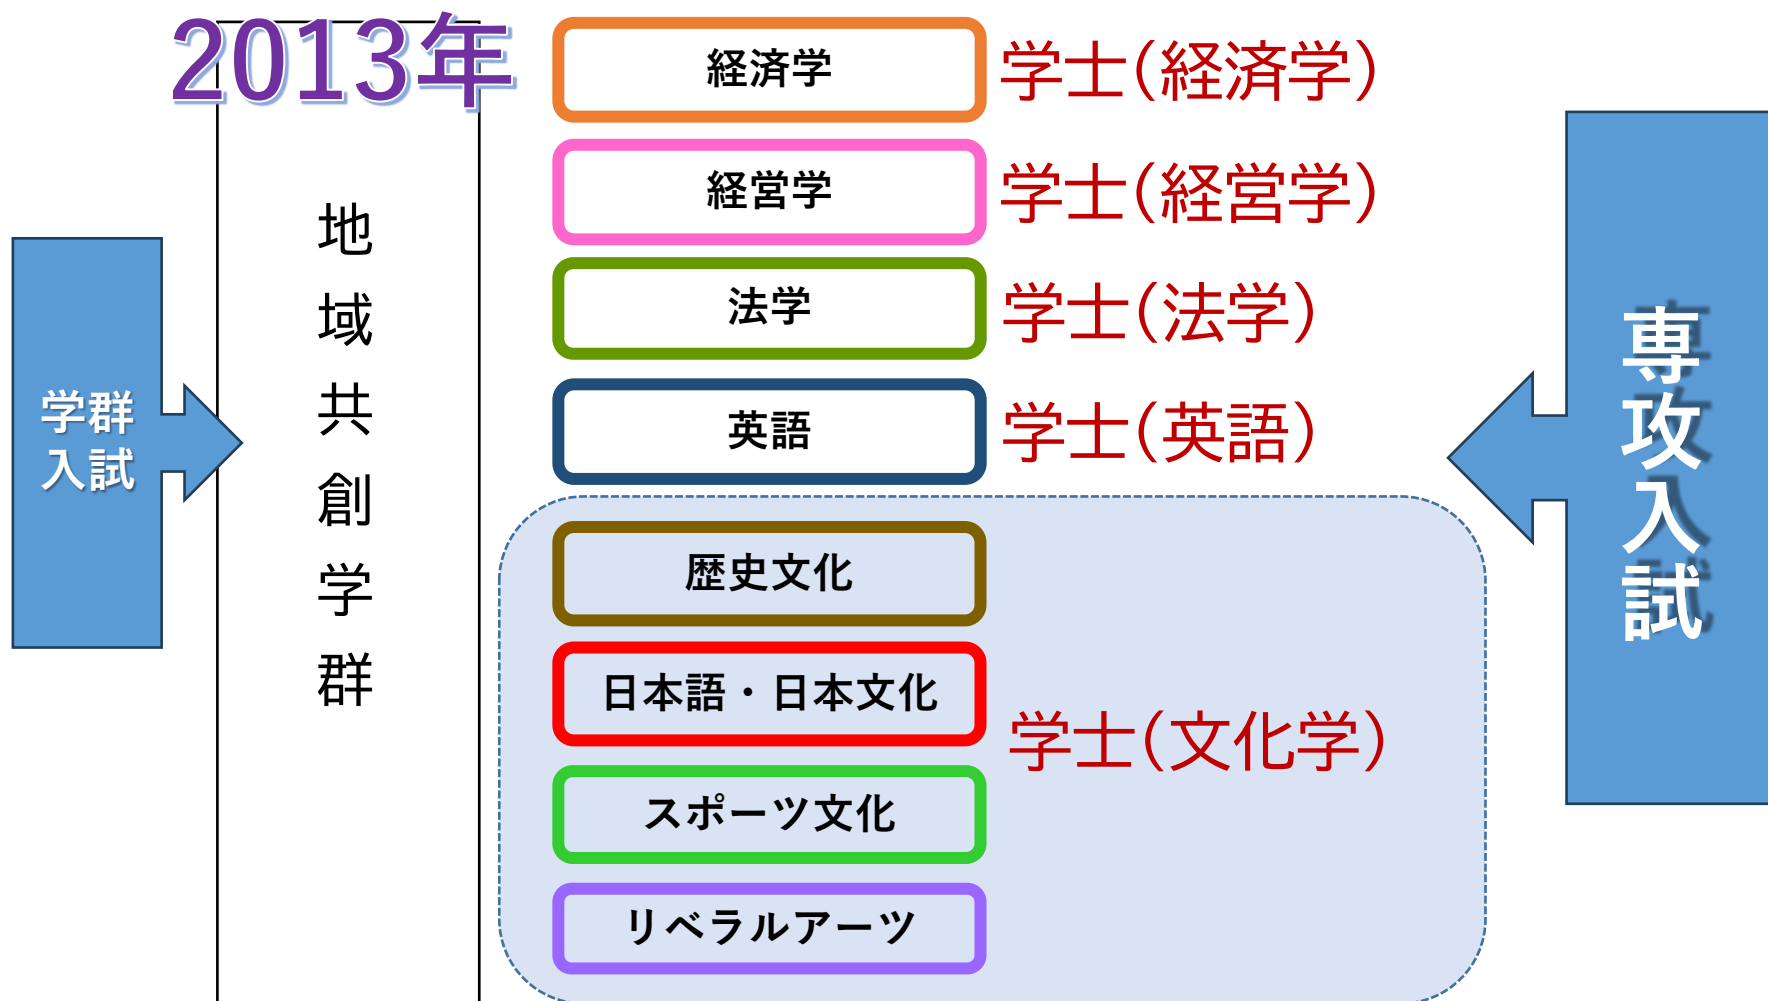 2013年
学群
入試
地域共創学群
経済学
学士（経済学）
経営学
学士（経営学）
法学
学士（法学）
英語
学士（英語）
歴史文化
日本語・日本文化
スポーツ文化
リベラルアーツ
学士（文化学）
専攻入試